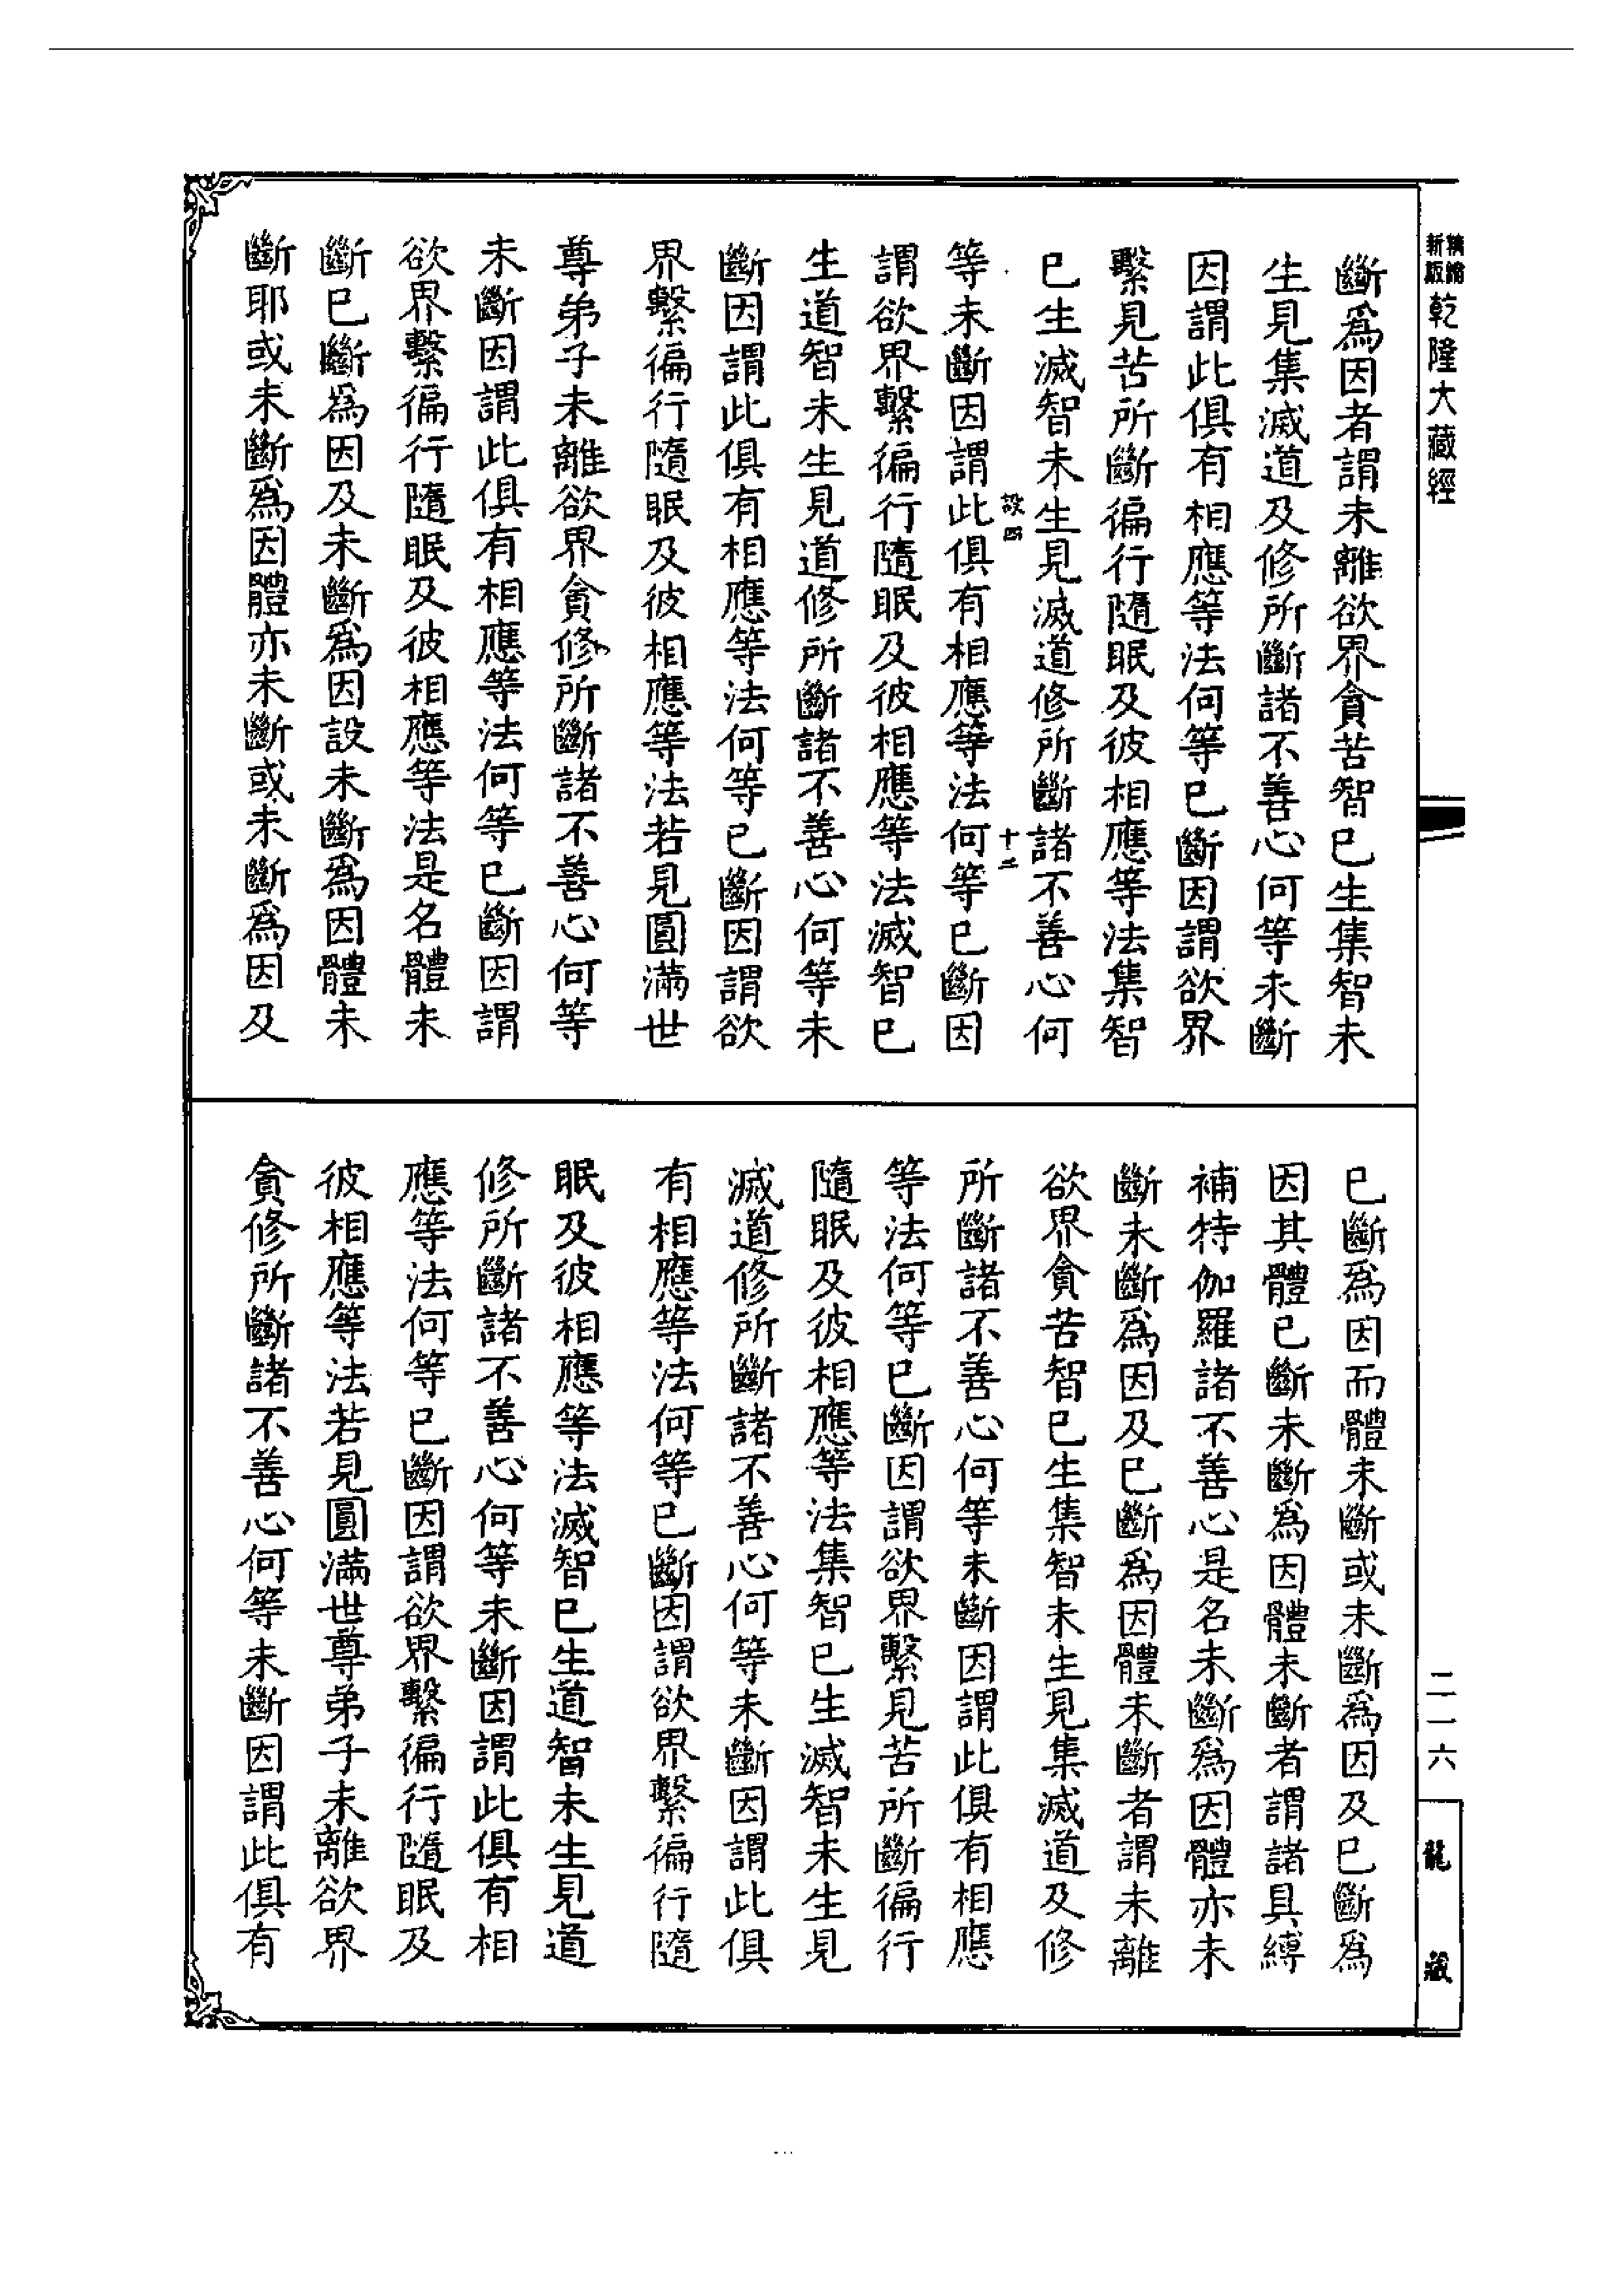 精縮新版乾隆大藏經
斷爲因者謂未離欲界貪苦智已生集智未
生見集滅道及修所斷諸不善心何等未斷
因謂此俱有相應等法何等已斷因謂欲界
繫見苦所斷徧行隨眠及彼相應等法集智
已生滅智未生見滅道修所斷諸不善心何
設四 十二
等未斷因謂此俱有相應等法何等已斷因
謂欲界繫徧行隨眠及彼相應等法滅智已
生道智未生見道修所斷諸不善心何等未
斷因謂此俱有相應等法何等已斷因謂欲
界繫徧行隨眠及彼相應等法若見圓滿世
尊弟子未離欲界貪修所斷諸不善心何等
未斷因謂此俱有相應等法何等已斷因謂
欲界繫徧行隨眠及彼相應等法是名體未
斷已斷爲因及未斷爲因設未斷爲因體未
斷耶或未斷爲因體亦未斷或未斷爲因及
已斷爲因而體未斷或未斷爲因及已斷爲
因其體已斷未斷爲因體未斷者謂諸具縛
補特伽羅諸不善心是名未斷爲因體亦未
斷未斷爲因及已斷爲因體未斷者謂未離
欲界貪苦智已生集智未生見集滅道及修
所斷諸不善心何等未斷因謂此俱有相應
等法何等已斷因謂欲界繫見苦所斷徧行
隨眠及彼相應等法集智已生滅智未生見
滅道修所斷諸不善心何等未斷因謂此俱
有相應等法何等已斷因謂欲界繫徧行隨
眠及彼相應等法滅智已生道智未生見道
修所斷諸不善心何等未斷因謂此俱有相
應等法何等已斷因謂欲界繫徧行隨眠及
彼相應等法若見圓滿世尊弟子未離欲界
貪修所斷諸不善心何等未斷因謂此俱有
二一六
龍藏